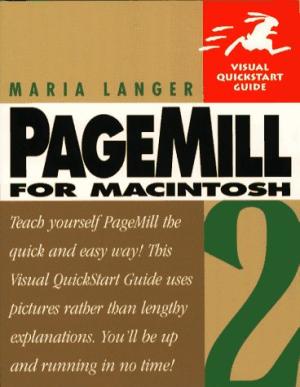 VISUAL
QUICKSTART
GUIDE
MARIA LANGER
PAGEMILL
FOR MACINTOSH
2
Teach yourself PageMill the
quick and easy way! This
Visual QuickStart Guide uses
pictures rather than lengthy
explanations. You'll be up
and running in no time!